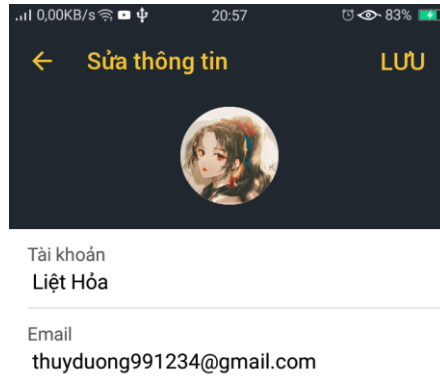 0,00KB/s 20:57 83%
Sửa thông tin LƯU
Tài khoản
Liệt Hỏa
Email
thuyduong991234@gmail.com